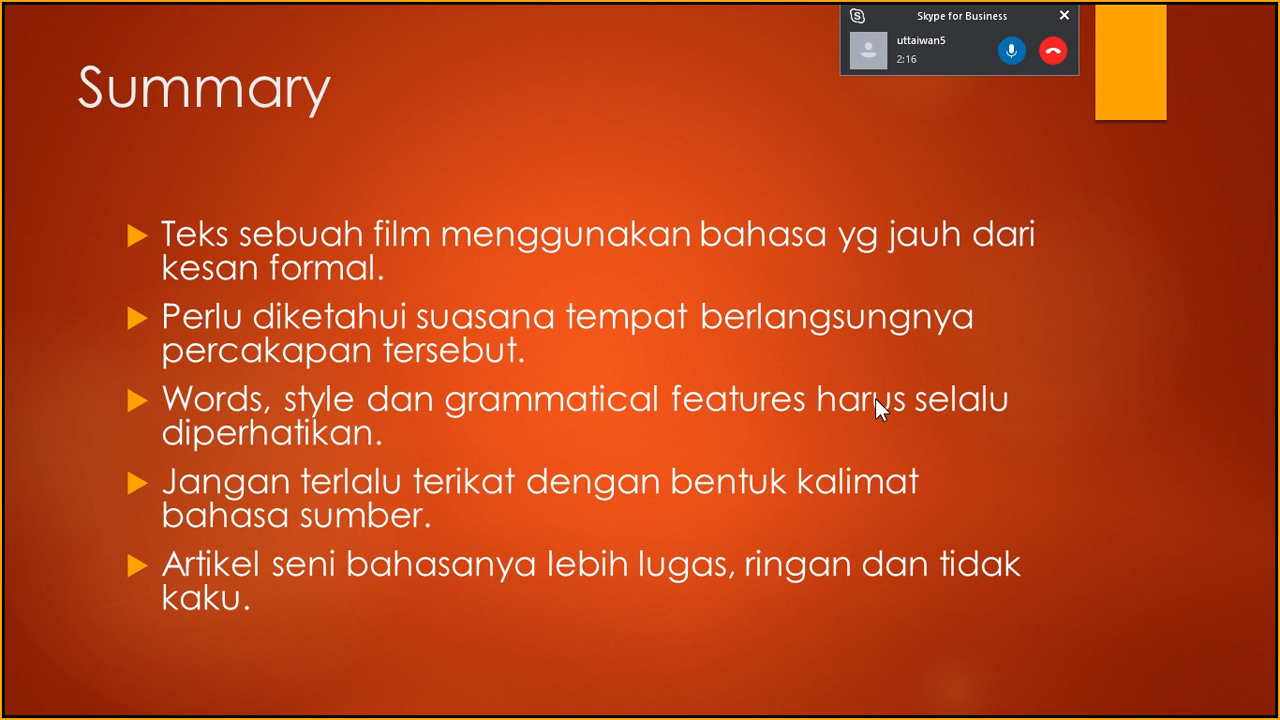 Skype for Business
uttaiwan5
2:16
Summary
Teks sebuah film menggunakan bahasa yg jauh dari
kesan formal.
Perlu diketahui suasana tempat berlangsungnya
percakapan tersebut.
Words, style dan grammatical features harus selalu
diperhatikan.
Jangan terlalu terikat dengan bentuk kalimat
bahasa sumber.
Artikel seni bahasanya lebih lugas, ringan dan tidak
kaku.